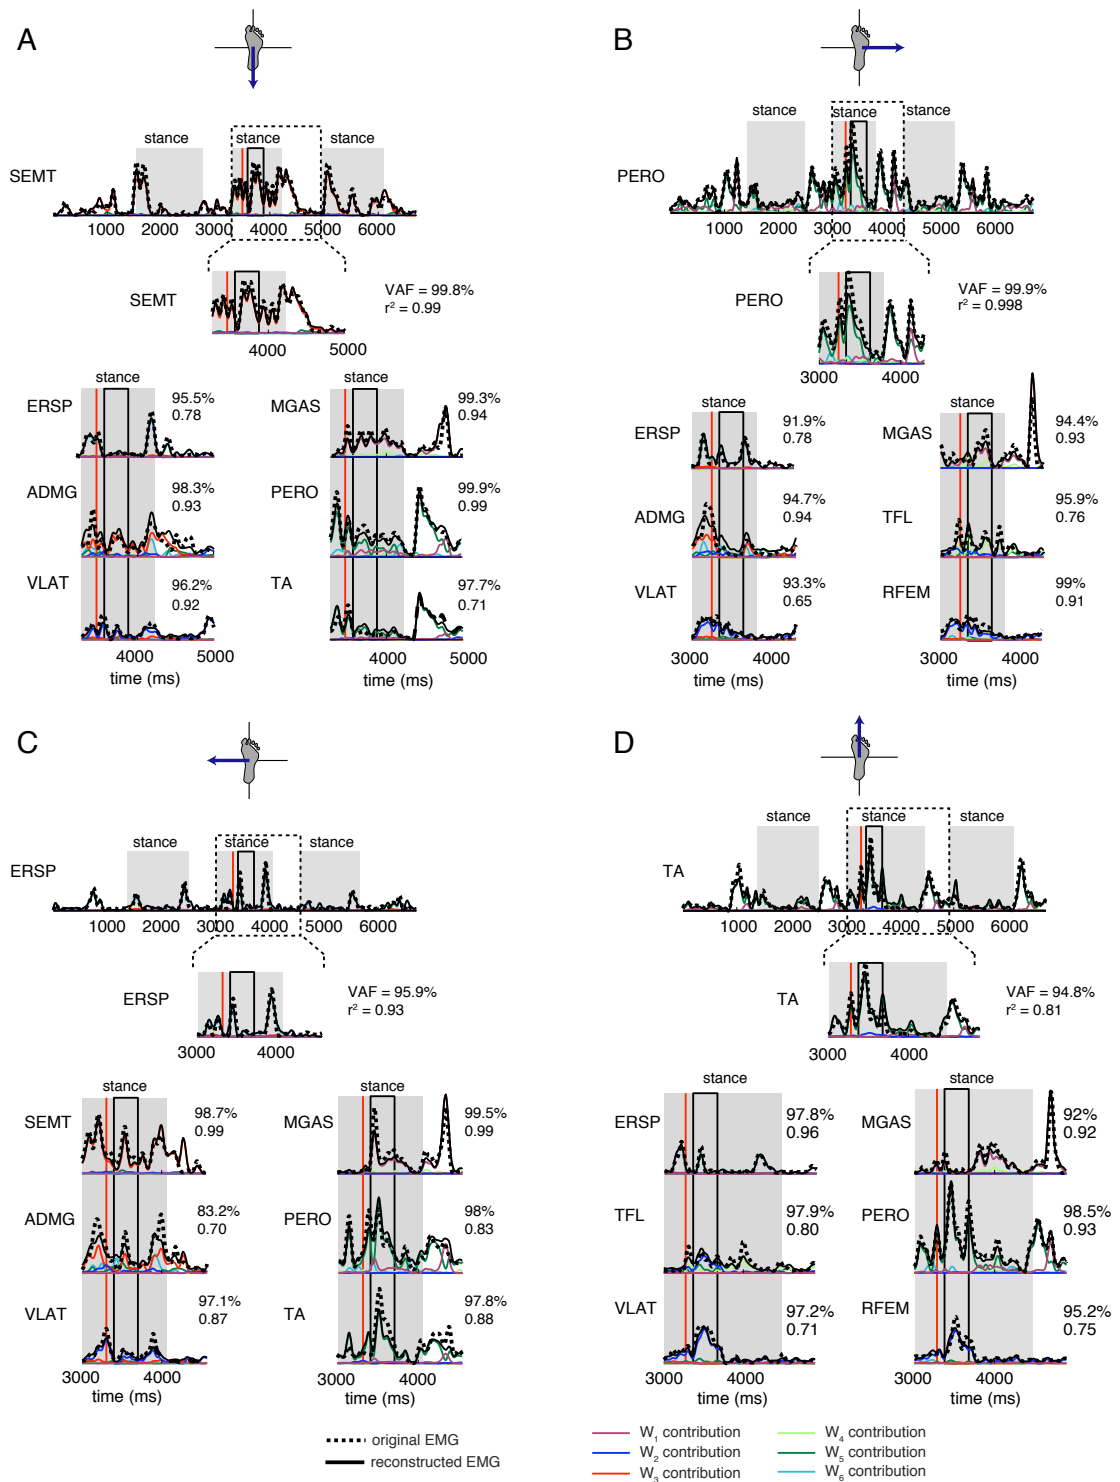 A
stance
stance
stance
SEMT
1000 2000 3000 4000 5000 6000
SEMT
VAF = 99.8%
r² = 0.99
4000 5000
stance
ERSP
95.5%
0.78
ADMG
98.3%
0.93
VLAT
96.2%
0.92
4000 5000
time (ms)
MGAS
stance
99.3%
0.94
PERO
99.9%
0.99
TA
97.7%
0.71
4000 5000
time (ms)
B
stance
stance
stance
PERO
1000 2000 3000 4000 5000 6000
PERO
VAF = 99.9%
r² = 0.998
3000 4000
stance
ERSP
91.9%
0.78
ADMG
94.7%
0.94
VLAT
93.3%
0.65
3000 4000
time (ms)
stance
MGAS
94.4%
0.93
TFL
95.9%
0.76
RFEM
99%
0.91
3000 4000
time (ms)
C
stance
stance
stance
ERSP
1000 2000 3000 4000 5000 6000
ERSP
VAF = 95.9%
r² = 0.93
3000 4000
stance
SEMT
98.7%
0.99
ADMG
83.2%
0.70
VLAT
97.1%
0.87
3000 4000
time (ms)
stance
MGAS
99.5%
0.99
PERO
98%
0.83
TA
97.8%
0.88
3000 4000
time (ms)
D
stance
stance
stance
TA
1000 2000 3000 4000 5000 6000
TA
VAF = 94.8%
r² = 0.81
3000 4000
stance
ERSP
97.8%
0.96
TFL
97.9%
0.80
VLAT
97.2%
0.71
3000 4000
time (ms)
stance
MGAS
92%
0.92
PERO
98.5%
0.93
RFEM
95.2%
0.75
3000 4000
time (ms)
original EMG
reconstructed EMG
W₁ contribution
W₂ contribution
W₃ contribution
W₄ contribution
W₅ contribution
W₆ contribution